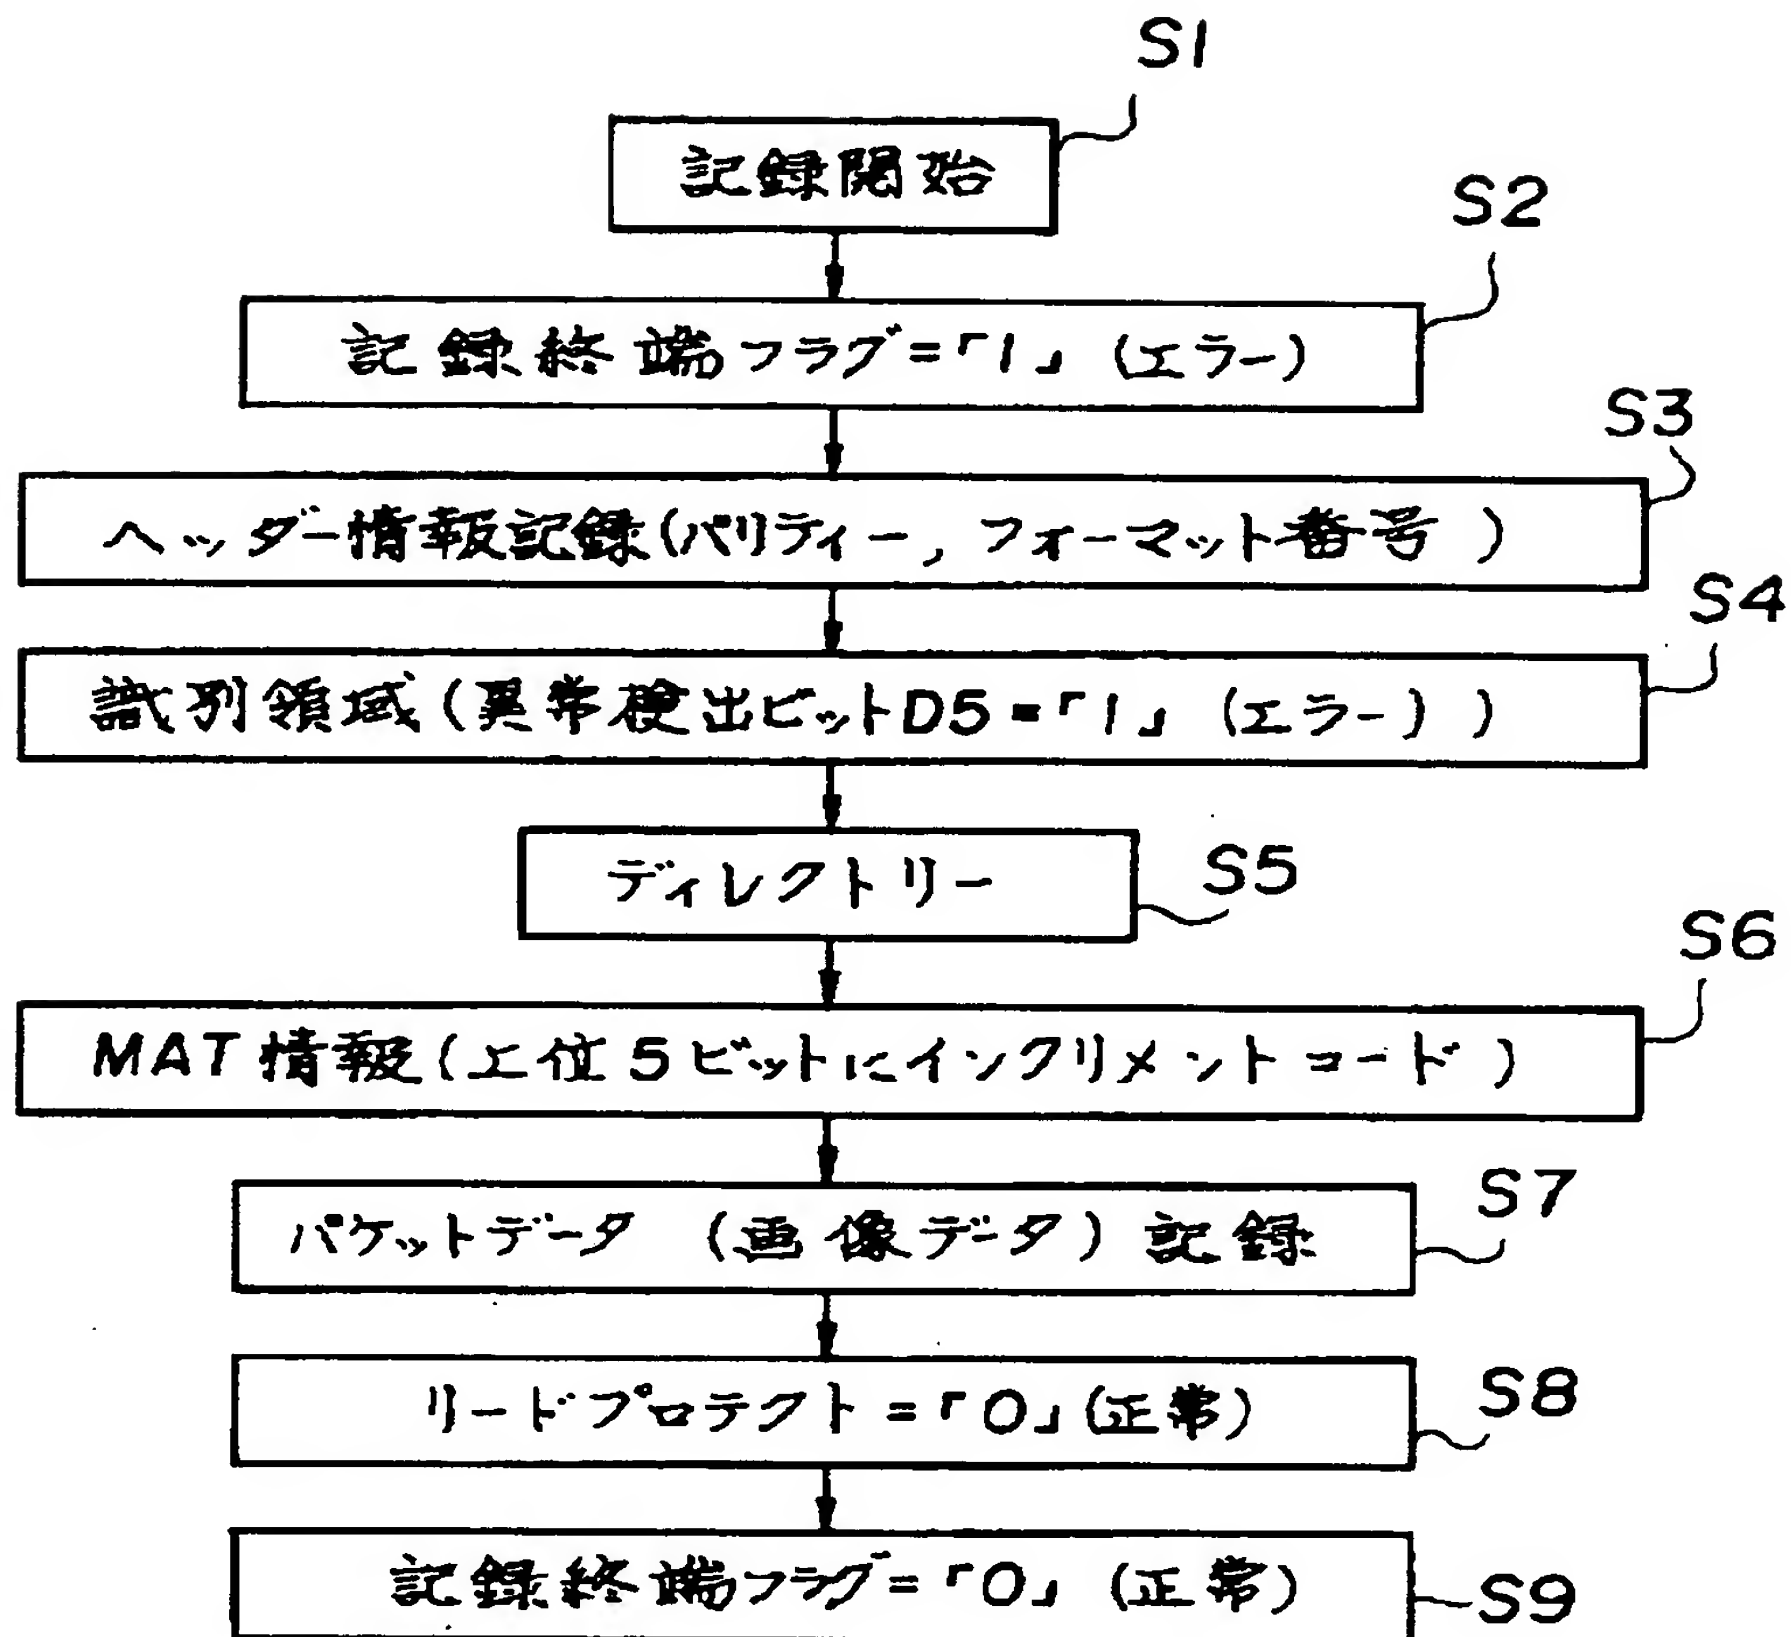 S1
記録開始
S2
記録終端フラグ=「1」(エラー)
S3
ヘッダー情報記録(パリティー,フォーマット番号)
S4
識別領域(異常検出ビットD5=「1」(エラー))
ディレクトリー S5
S6
MAT情報(上位5ビットにインクリメントコード)
S7
パケットデータ (画像データ)記録
リードプロテクト=「0」(正常) S8
記録終端フラグ=「0」(正常) S9